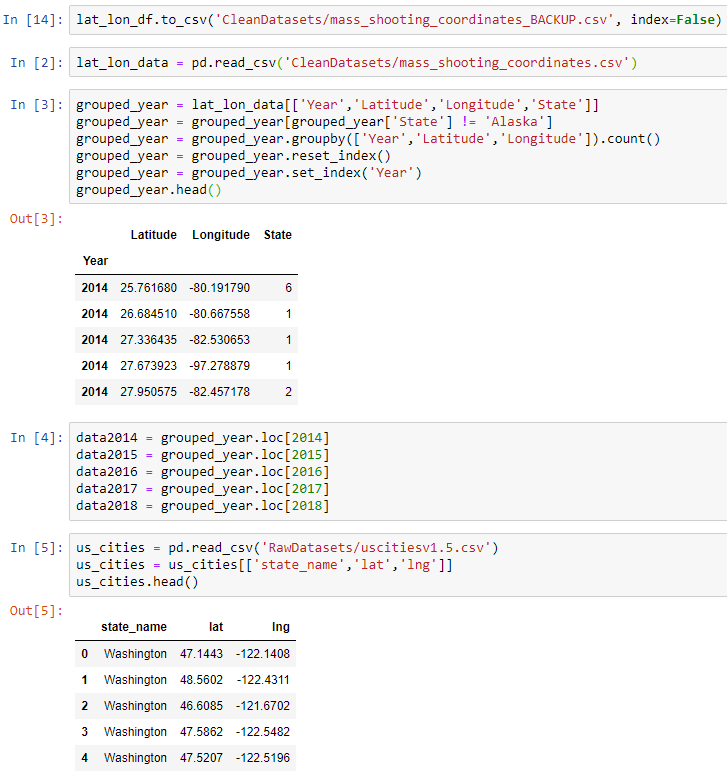 In [14]: lat_lon_df.to_csv('CleanDatasets/mass_shooting_coordinates_BACKUP.csv', index=False)
In [2]: lat_lon_data = pd.read_csv('CleanDatasets/mass_shooting_coordinates.csv')
In [3]: grouped_year = lat_lon_data[['Year','Latitude','Longitude','State']]
grouped_year = grouped_year[grouped_year['State'] != 'Alaska']
grouped_year = grouped_year.groupby(['Year','Latitude','Longitude']).count()
grouped_year = grouped_year.reset_index()
grouped_year = grouped_year.set_index('Year')
grouped_year.head()
Out[3]:
Latitude Longitude State
Year
2014 25.761680 -80.191790 6
2014 26.684510 -80.667558 1
2014 27.336435 -82.530653 1
2014 27.673923 -97.278879 1
2014 27.950575 -82.457178 2
In [4]: data2014 = grouped_year.loc[2014]
data2015 = grouped_year.loc[2015]
data2016 = grouped_year.loc[2016]
data2017 = grouped_year.loc[2017]
data2018 = grouped_year.loc[2018]
In [5]: us_cities = pd.read_csv('RawDatasets/uscitiesv1.5.csv')
us_cities = us_cities[['state_name','lat','lng']]
us_cities.head()
Out[5]:
state_name lat lng
0 Washington 47.1443 -122.1408
1 Washington 48.5602 -122.4311
2 Washington 46.6085 -121.6702
3 Washington 47.5862 -122.5482
4 Washington 47.5207 -122.5196